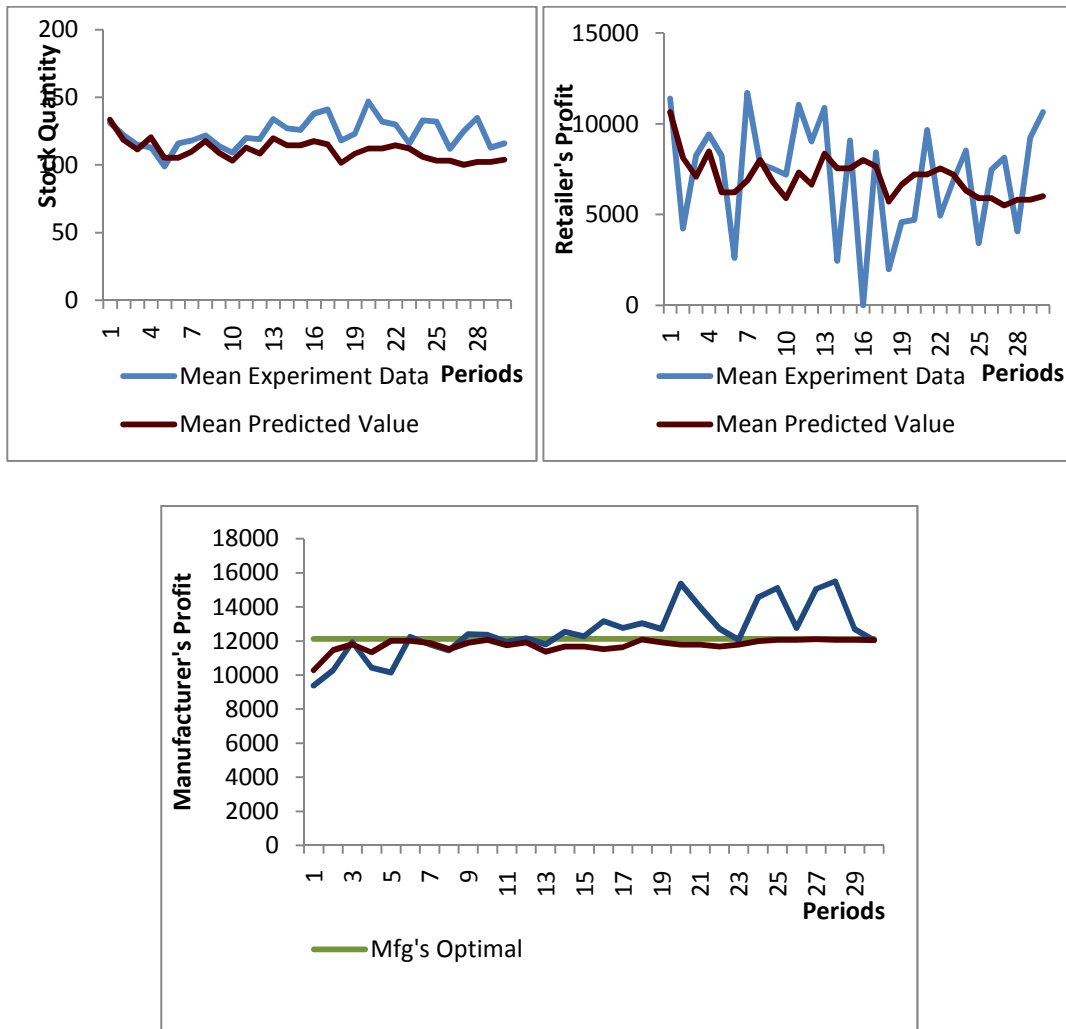 Stock Quantity
200
150
100
50
0
1 4 7 10 13 16 19 22 25 28
Periods
Mean Experiment Data
Mean Predicted Value
Retailer's Profit
15000
10000
5000
0
1 4 7 10 13 16 19 22 25 28
Periods
Mean Experiment Data
Mean Predicted Value
Manufacturer's Profit
18000
16000
14000
12000
10000
8000
6000
4000
2000
0
1 3 5 7 9 11 13 15 17 19 21 23 25 27 29
Periods
Mfg's Optimal